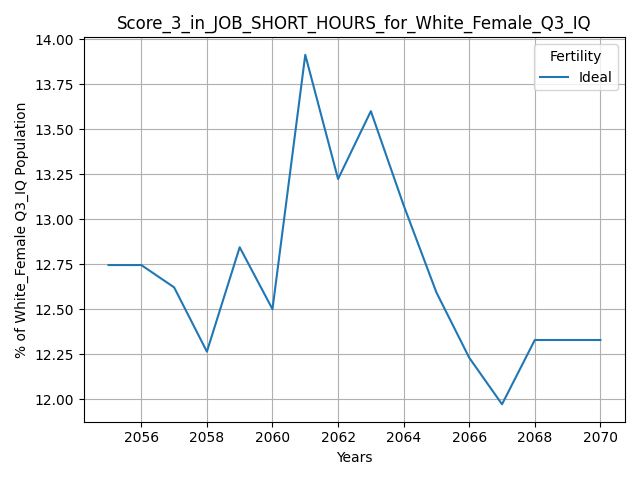 Score_3_in_JOB_SHORT_HOURS_for_White_Female_Q3_IQ
Fertility
Ideal
% of White_Female Q3_IQ Population
14.00
13.75
13.50
13.25
13.00
12.75
12.50
12.25
12.00
2056 2058 2060 2062 2064 2066 2068 2070
Years